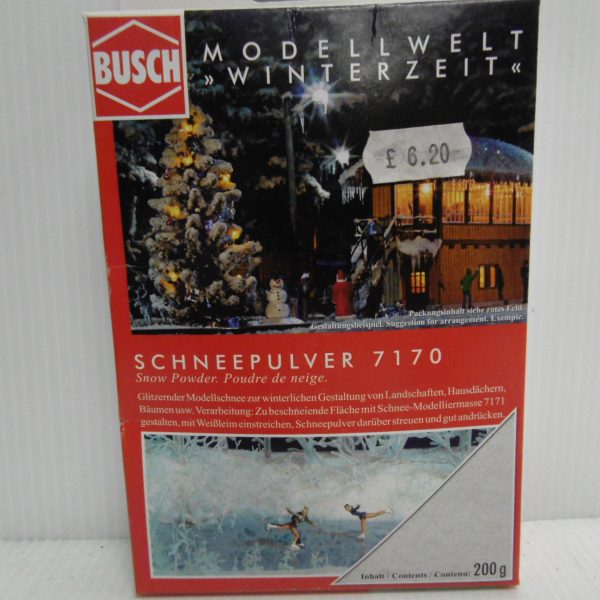 BUSCH
MODELLWELT
»WINTERZEIT«
£ 6.20
Packungsinhalt siehe rotes Feld.
Gestaltungsbeispiel. Suggestion for arrangement. Exemple.
SCHNEEPULVER 7170
Snow Powder. Poudre de neige.
Glitzernder Modellschnee zur winterlichen Gestaltung von Landschaften, Hausdächern,
Bäumen usw. Verarbeitung: Zu beschneiende Fläche mit Schnee-Modelliermasse 7171
gestalten, mit Weißleim einstreichen, Schneepulver darüber streuen und gut andrücken.
Inhalt / Contents / Contenu: 200 g